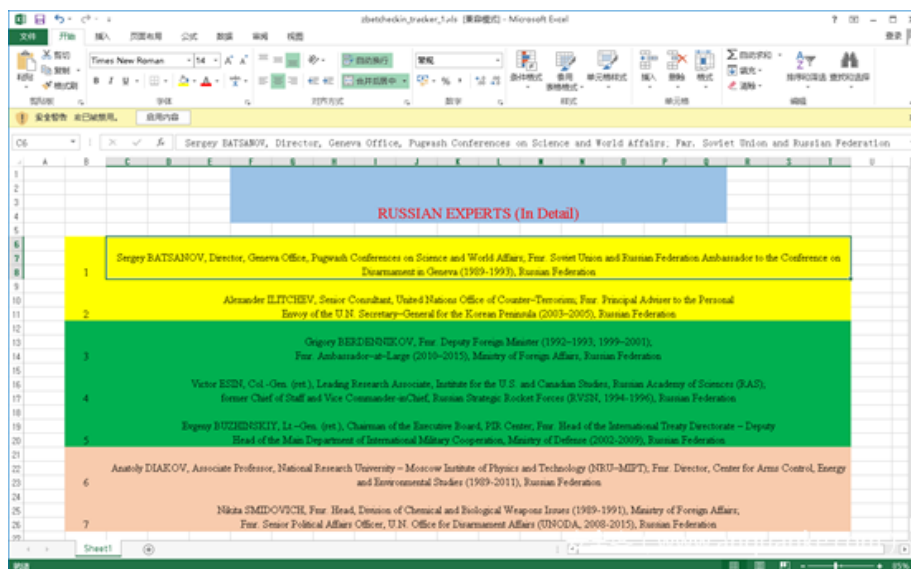 zbetcheckin_tracker_1.xls [兼容模式] - Microsoft Excel
文件 开始 插入 页面布局 公式 数据 审阅 视图 登录
剪切
复制
格式刷
粘贴
剪贴板
Times New Roman 14
B I U
字体
自动换行
合并后居中
对齐方式
常规
数字
条件格式 套用表格格式 单元格样式
样式
插入 删除 格式
单元格
自动求和
填充
清除
排序和筛选 查找和选择
编辑
安全警告 宏已被禁用。 启用内容
C6
Sergey BATSANOV, Director, Geneva Office, Pugwash Conferences on Science and World Affairs; Fmr. Soviet Union and Russian Federation
A B C D E F G H I J K L M N O P Q R S T U
RUSSIAN EXPERTS (In Detail)
1
Sergey BATSANOV, Director, Geneva Office, Pugwash Conferences on Science and World Affairs, Fmr. Soviet Union and Russian Federation Ambassador to the Conference on
Disarmament in Geneva (1989-1993), Russian Federation
2
Alexander ILITCHEV, Senior Consultant, United Nations Office of Counter-Terrorism; Fmr. Principal Adviser to the Personal
Envoy of the U.N. Secretary-General for the Korean Peninsula (2003-2005), Russian Federation
3
Grigory BERDENNIKOV, Fmr. Deputy Foreign Minister (1992-1993, 1999-2001);
Fmr. Ambassador-at-Large (2010-2015), Ministry of Foreign Affairs, Russian Federation
4
Victor ESIN, Col.-Gen. (ret.), Leading Research Associate, Institute for the U.S. and Canadian Studies, Russian Academy of Sciences (RAS);
former Chief of Staff and Vice Commander-inChief, Russian Strategic Rocket Forces (RVSN, 1994-1996), Russian Federation
5
Evgeny BUZHINSKIY, Lt.-Gen. (ret.), Chairman of the Executive Board, PIR Center; Fmr. Head of the International Treaty Directorate – Deputy
Head of the Main Department of International Military Cooperation, Ministry of Defense (2002-2009), Russian Federation
6
Anatoly DIAKOV, Associate Professor, National Research University – Moscow Institute of Physics and Technology (NRU-MIPT); Fmr. Director, Center for Arms Control, Energy
and Environmental Studies (1989-2011), Russian Federation
7
Nikita SMIDOVICH, Fmr. Head, Division of Chemical and Biological Weapons Issues (1989-1991), Ministry of Foreign Affairs;
Fmr. Senior Political Affairs Officer, U.N. Office for Disarmament Affairs (UNODA, 2008-2015), Russian Federation
Sheet1
就绪
85%